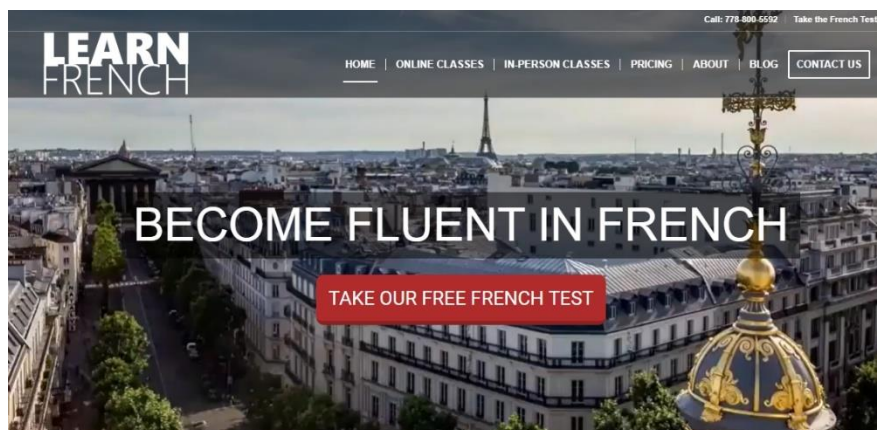 Call: 778-800-5592 | Take the French Test
LEARN
FRENCH
HOME | ONLINE CLASSES | IN-PERSON CLASSES | PRICING | ABOUT | BLOG CONTACT US
BECOME FLUENT IN FRENCH
TAKE OUR FREE FRENCH TEST